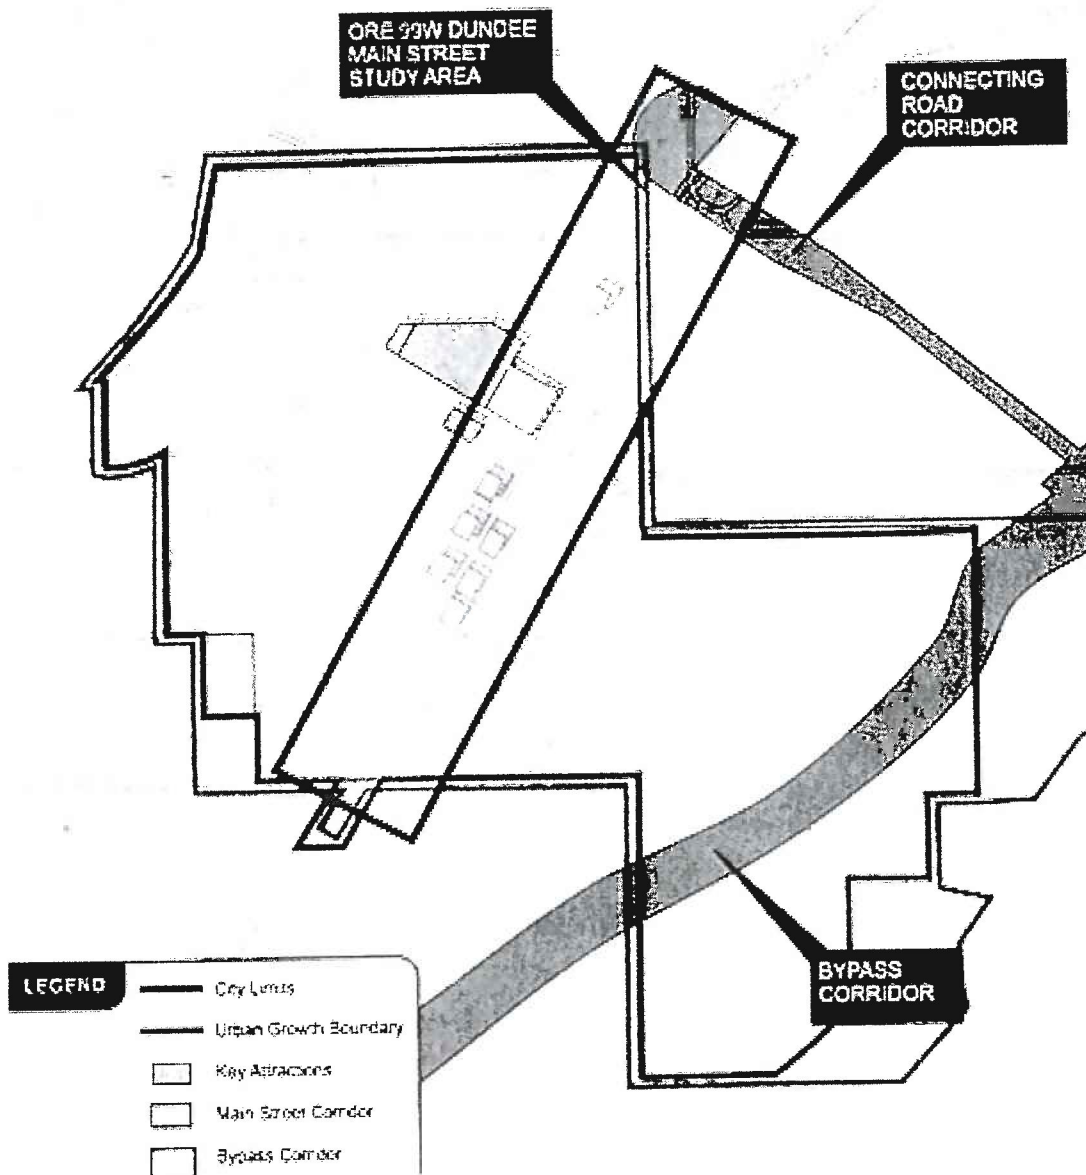 ORE 99W DUNDEE
MAIN STREET
STUDY AREA
CONNECTING
ROAD
CORRIDOR
BYPASS
CORRIDOR
LEGEND
City Limits
Urban Growth Boundary
Key Attractions
Main Street Corridor
Bypass Corridor